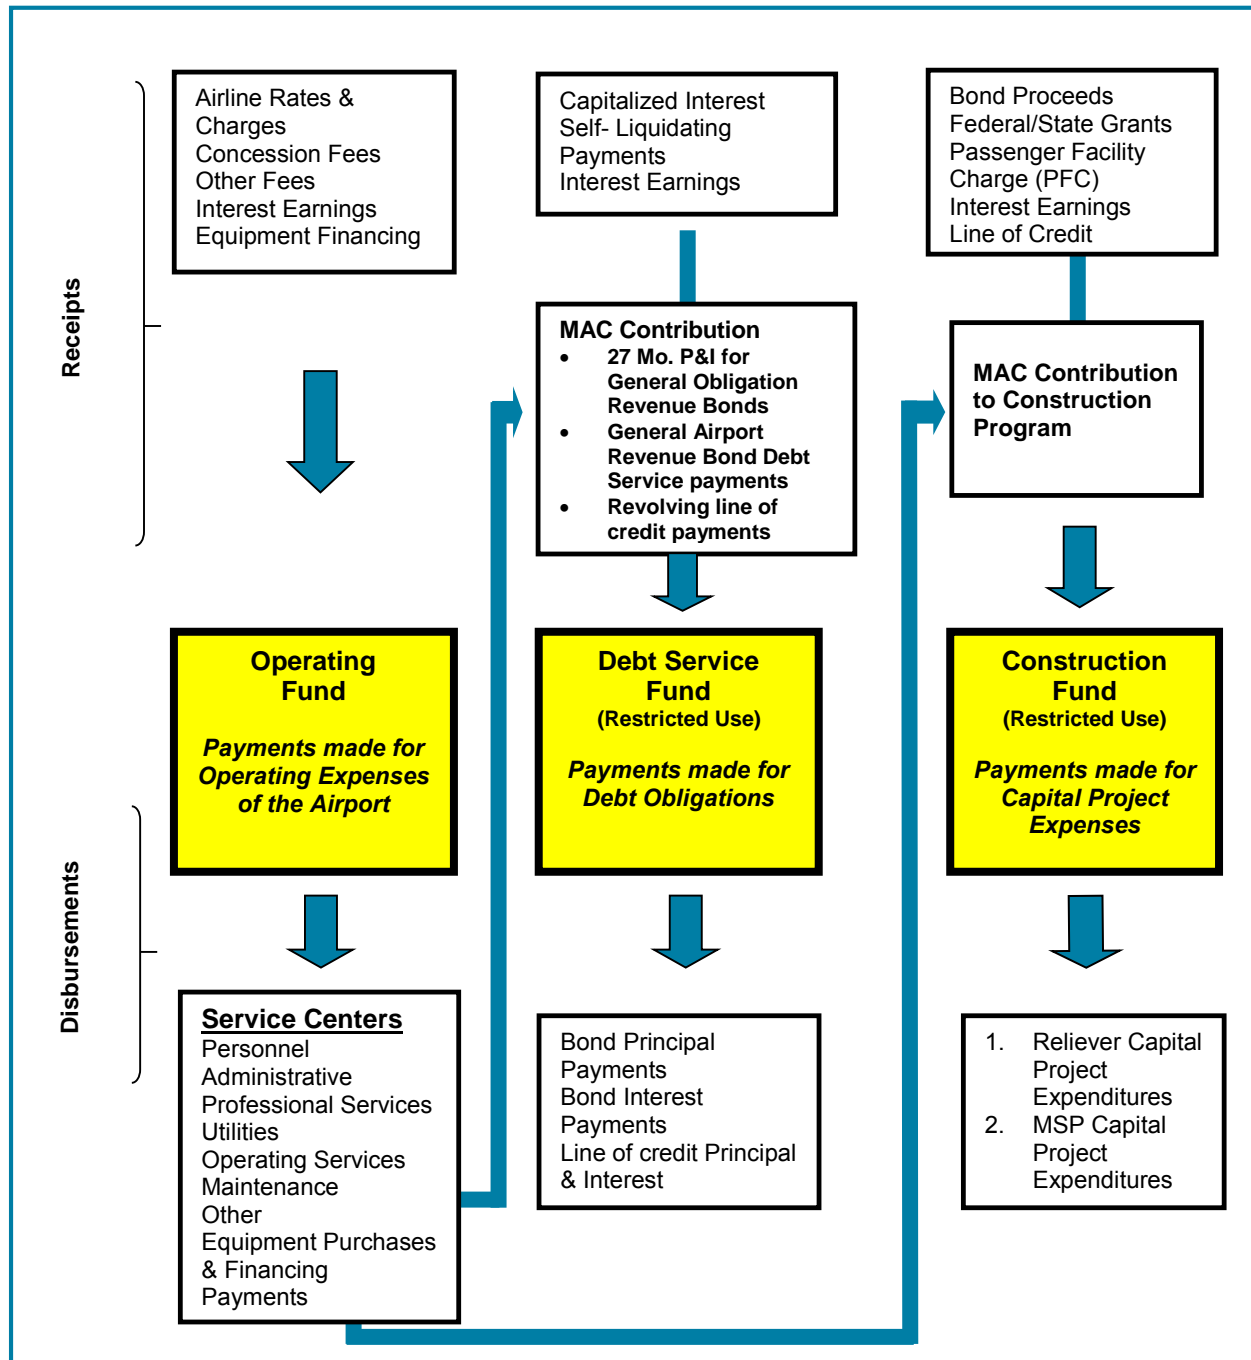 Receipts
Airline Rates &
Charges
Concession Fees
Other Fees
Interest Earnings
Equipment Financing
Capitalized Interest
Self- Liquidating
Payments
Interest Earnings
Bond Proceeds
Federal/State Grants
Passenger Facility
Charge (PFC)
Interest Earnings
Line of Credit
MAC Contribution
• 27 Mo. P&I for
General Obligation
Revenue Bonds
• General Airport
Revenue Bond Debt
Service payments
• Revolving line of
credit payments
MAC Contribution
to Construction
Program
Operating
Fund
Payments made for
Operating Expenses
of the Airport
Debt Service
Fund
(Restricted Use)
Payments made for
Debt Obligations
Construction
Fund
(Restricted Use)
Payments made for
Capital Project
Expenses
Disbursements
Service Centers
Personnel
Administrative
Professional Services
Utilities
Operating Services
Maintenance
Other
Equipment Purchases
& Financing
Payments
Bond Principal
Payments
Bond Interest
Payments
Line of credit Principal
& Interest
1. Reliever Capital
Project
Expenditures
2. MSP Capital
Project
Expenditures